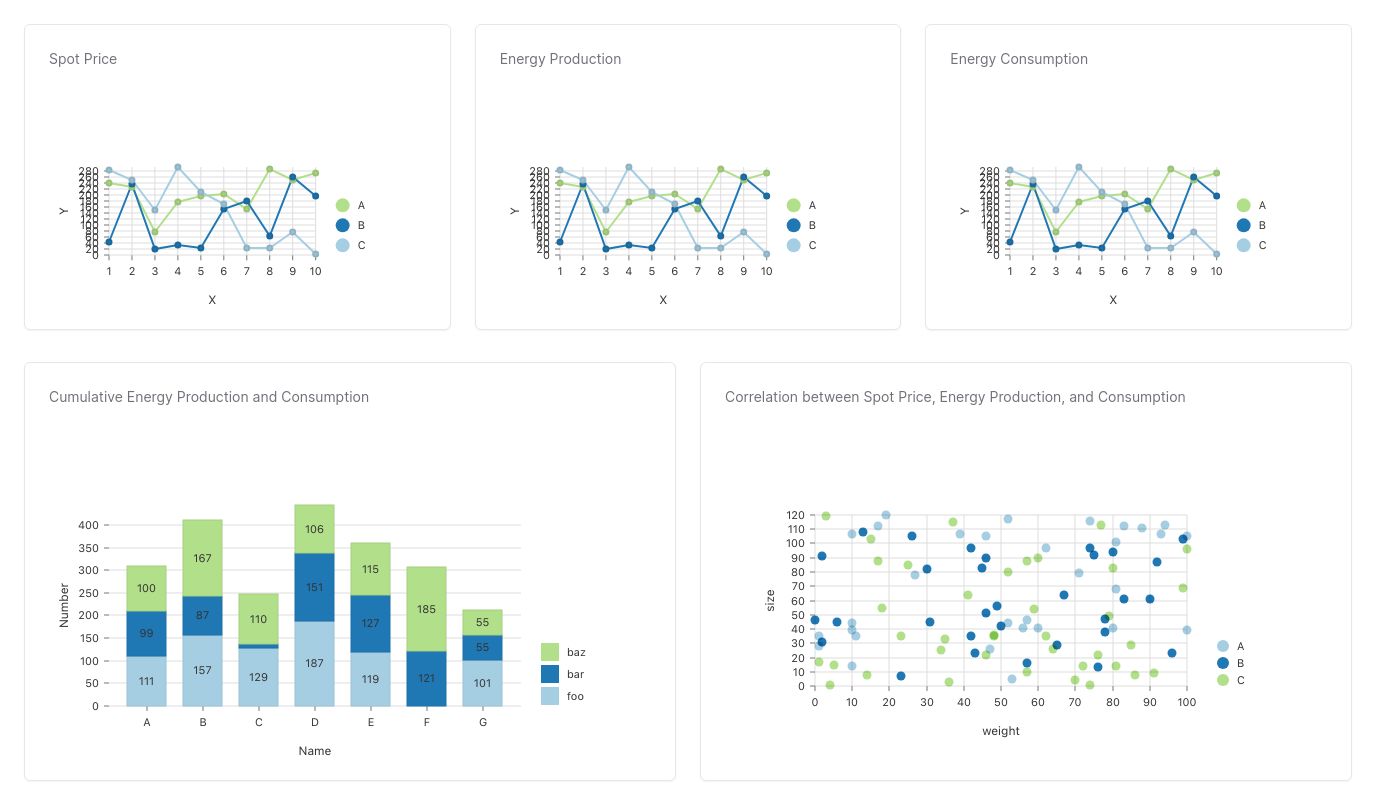 Spot Price
280
260
240
220
200
180
160
140
120
100
80
60
40
20
0
Y
1 2 3 4 5 6 7 8 9 10
X
A
B
C
Energy Production
280
260
240
220
200
180
160
140
120
100
80
60
40
20
0
Y
1 2 3 4 5 6 7 8 9 10
X
A
B
C
Energy Consumption
280
260
240
220
200
180
160
140
120
100
80
60
40
20
0
Y
1 2 3 4 5 6 7 8 9 10
X
A
B
C
Cumulative Energy Production and Consumption
400
350
300
250
200
150
100
50
0
Number
106
167
115
100
110
185
151
87
127
99
55
55
157
187
129
119
111
121
101
A B C D E F G
Name
baz
bar
foo
Correlation between Spot Price, Energy Production, and Consumption
120
110
100
90
80
70
60
50
40
30
20
10
0
size
0 10 20 30 40 50 60 70 80 90 100
weight
A
B
C